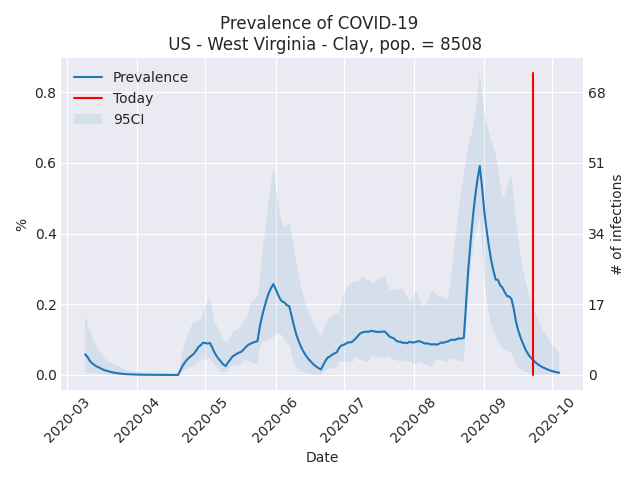 Prevalence of COVID-19
US - West Virginia - Clay, pop. = 8508
Prevalence
Today
95CI
%
0.8
0.6
0.4
0.2
0.0
68
51
34
17
0
# of infections
2020-03
2020-04
2020-05
2020-06
2020-07
2020-08
2020-09
2020-10
Date